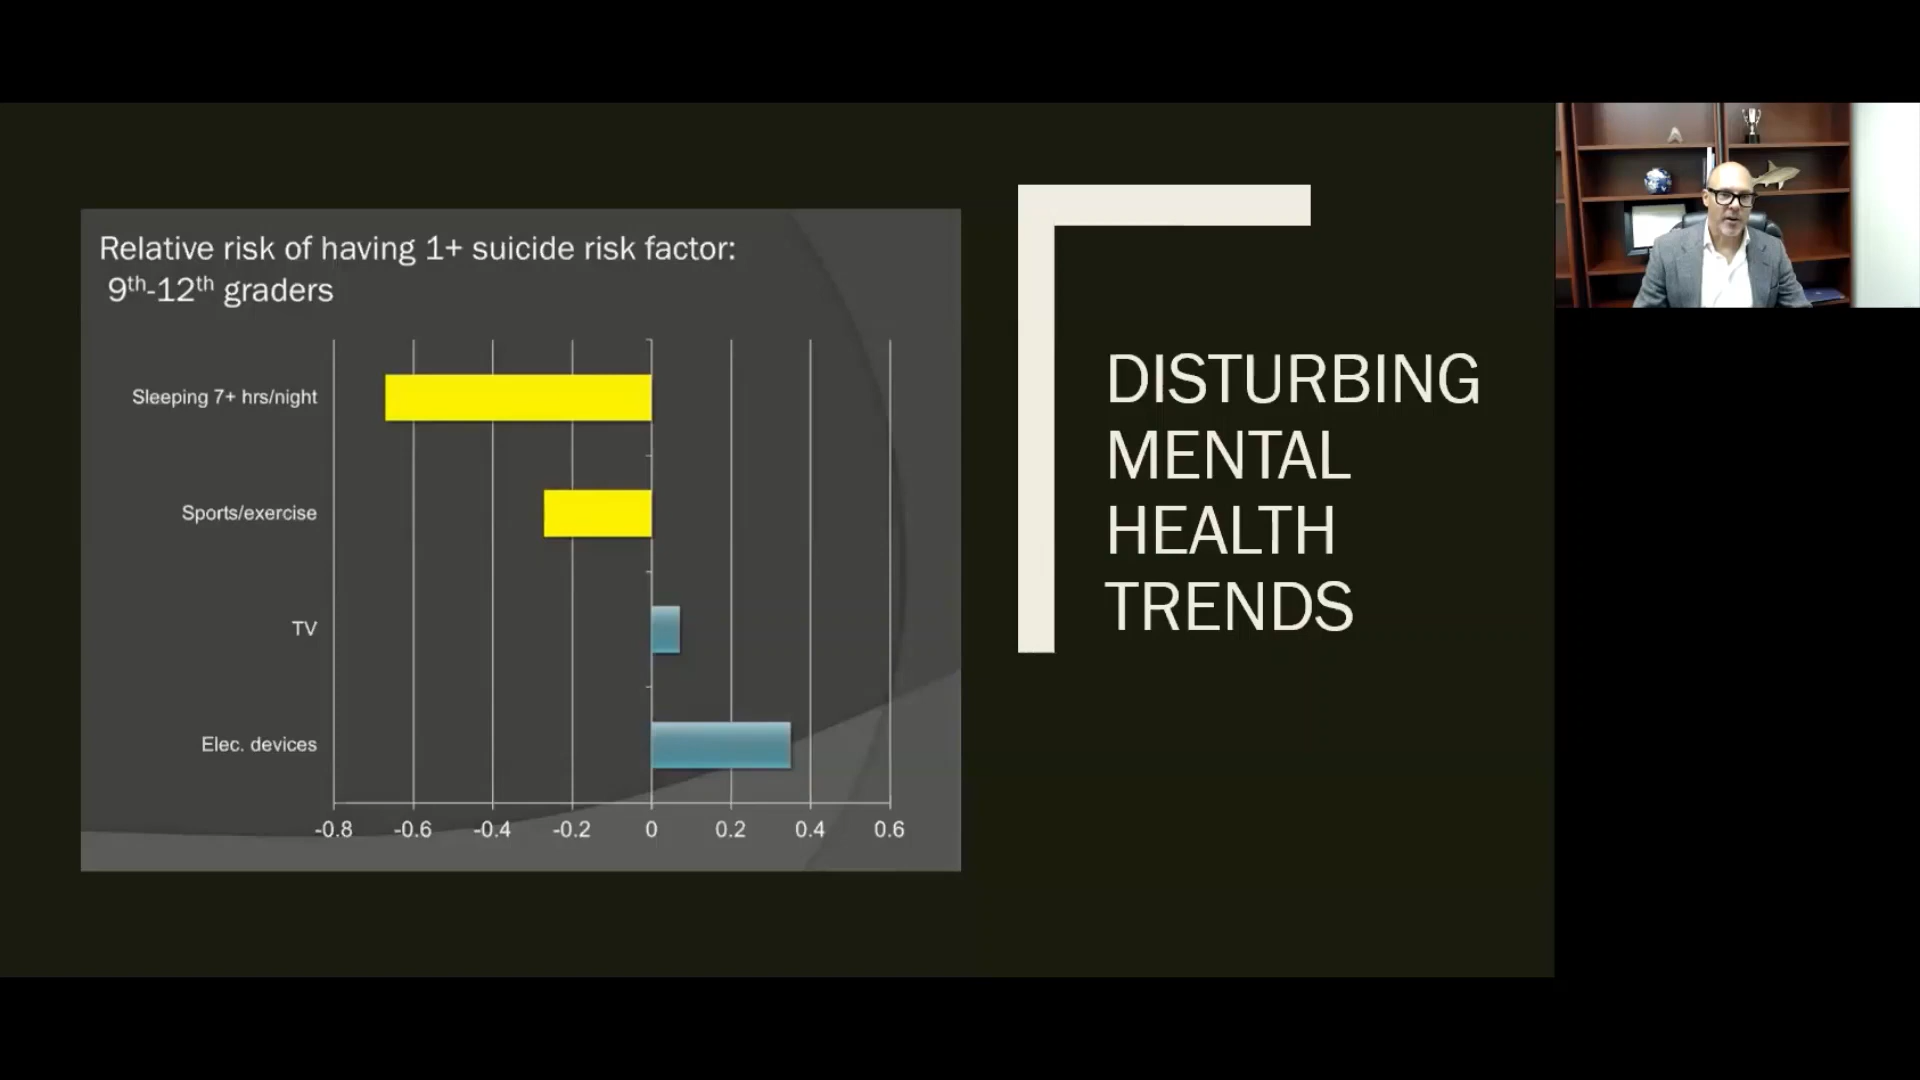 Relative risk of having 1+ suicide risk factor:
9th-12th graders
Sleeping 7+ hrs/night
Sports/exercise
TV
Elec. devices
-0.8 -0.6 -0.4 -0.2 0 0.2 0.4 0.6
DISTURBING
MENTAL
HEALTH
TRENDS